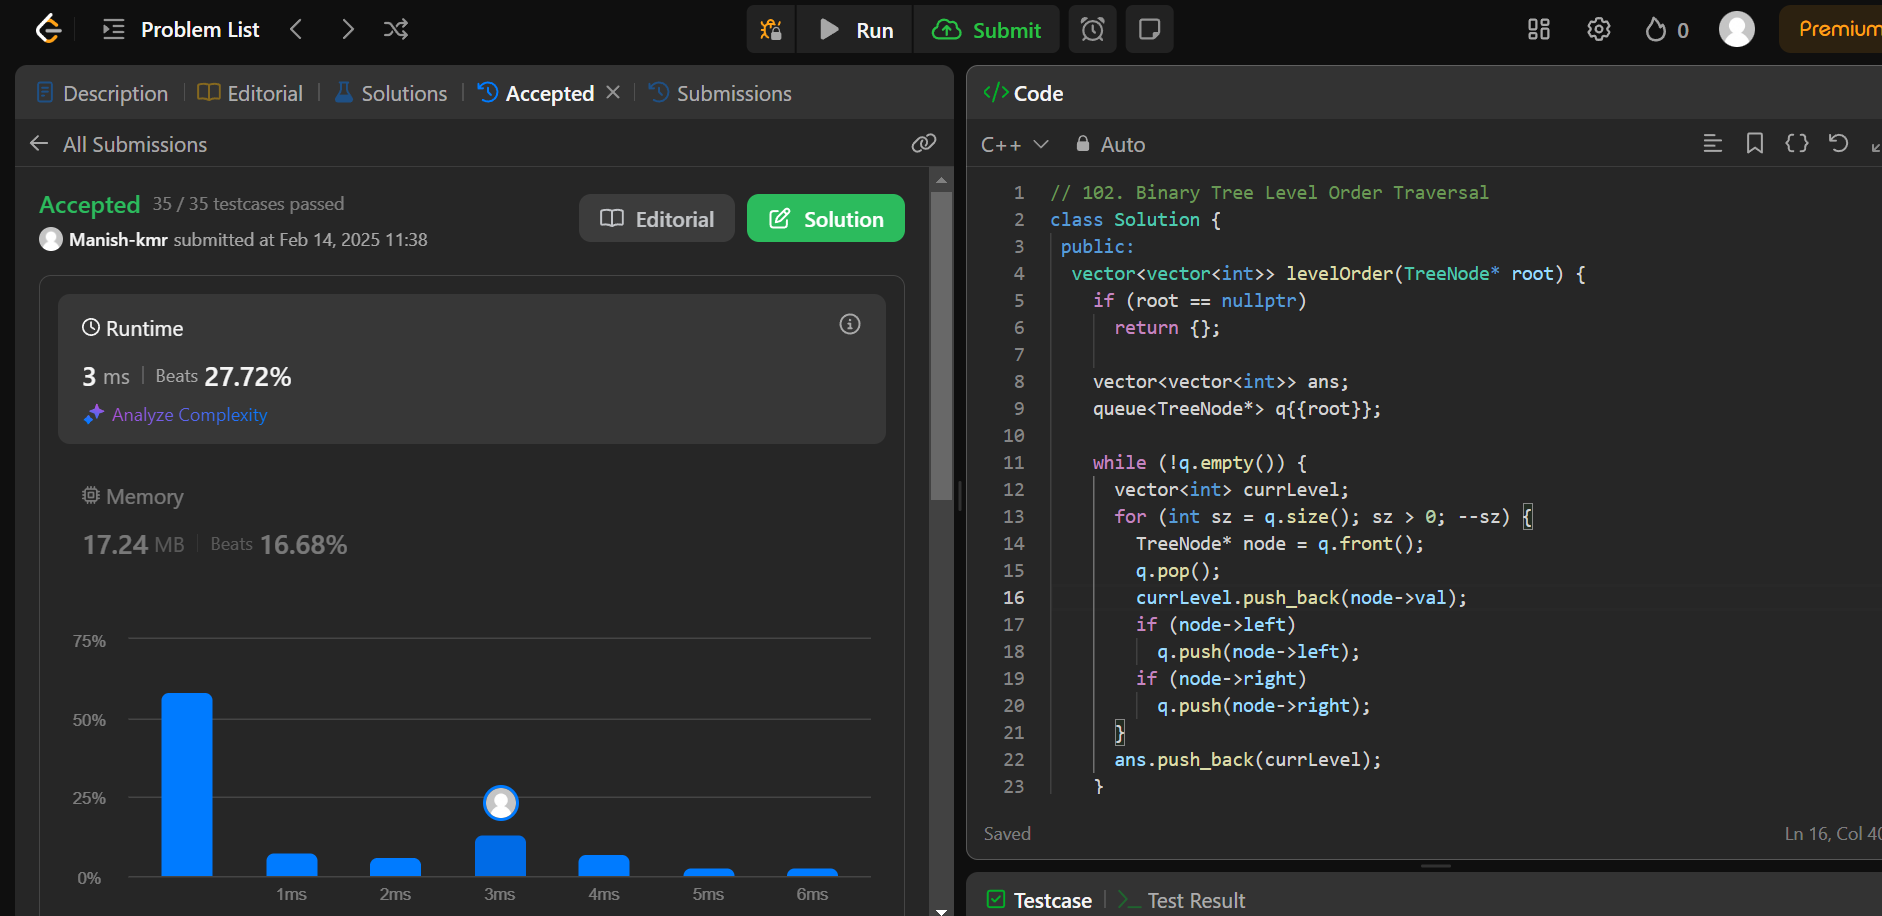 Problem List
Run
Submit
0
Premium
Description
Editorial
Solutions
Accepted
Submissions
All Submissions
Accepted 35 / 35 testcases passed
Manish-kmr submitted at Feb 14, 2025 11:38
Editorial
Solution
Runtime
3 ms | Beats 27.72%
Analyze Complexity
Memory
17.24 MB | Beats 16.68%
75%
50%
25%
0%
1ms 2ms 3ms 4ms 5ms 6ms
</> Code
C++ Auto
1 // 102. Binary Tree Level Order Traversal
2 class Solution {
3  public:
4   vector<vector<int>> levelOrder(TreeNode* root) {
5     if (root == nullptr)
6       return {};
7
8     vector<vector<int>> ans;
9     queue<TreeNode*> q{{root}};
10
11     while (!q.empty()) {
12       vector<int> currLevel;
13       for (int sz = q.size(); sz > 0; --sz) {
14         TreeNode* node = q.front();
15         q.pop();
16         currLevel.push_back(node->val);
17         if (node->left)
18           q.push(node->left);
19         if (node->right)
20           q.push(node->right);
21       }
22       ans.push_back(currLevel);
23     }
Saved
Ln 16, Col 40
Testcase
Test Result